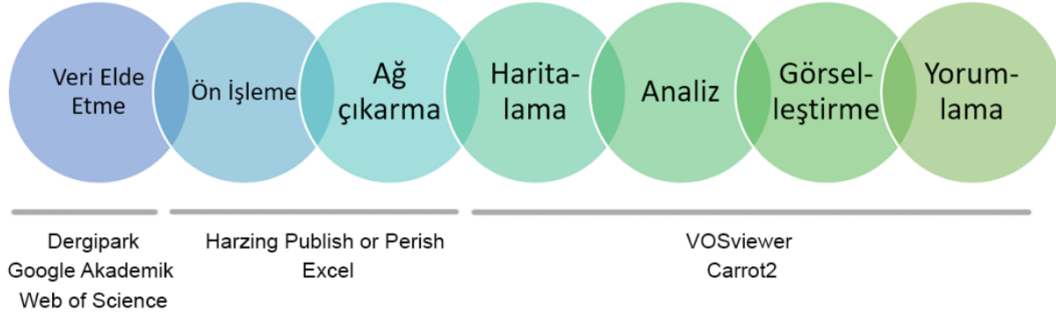 Veri Elde
Etme
Ön İşleme
Ağ
çıkarma
Harita-
lama
Analiz
Görsel-
leştirme
Yorum-
lama
Dergipark
Google Akademik
Web of Science
Harzing Publish or Perish
Excel
VOSviewer
Carrot2